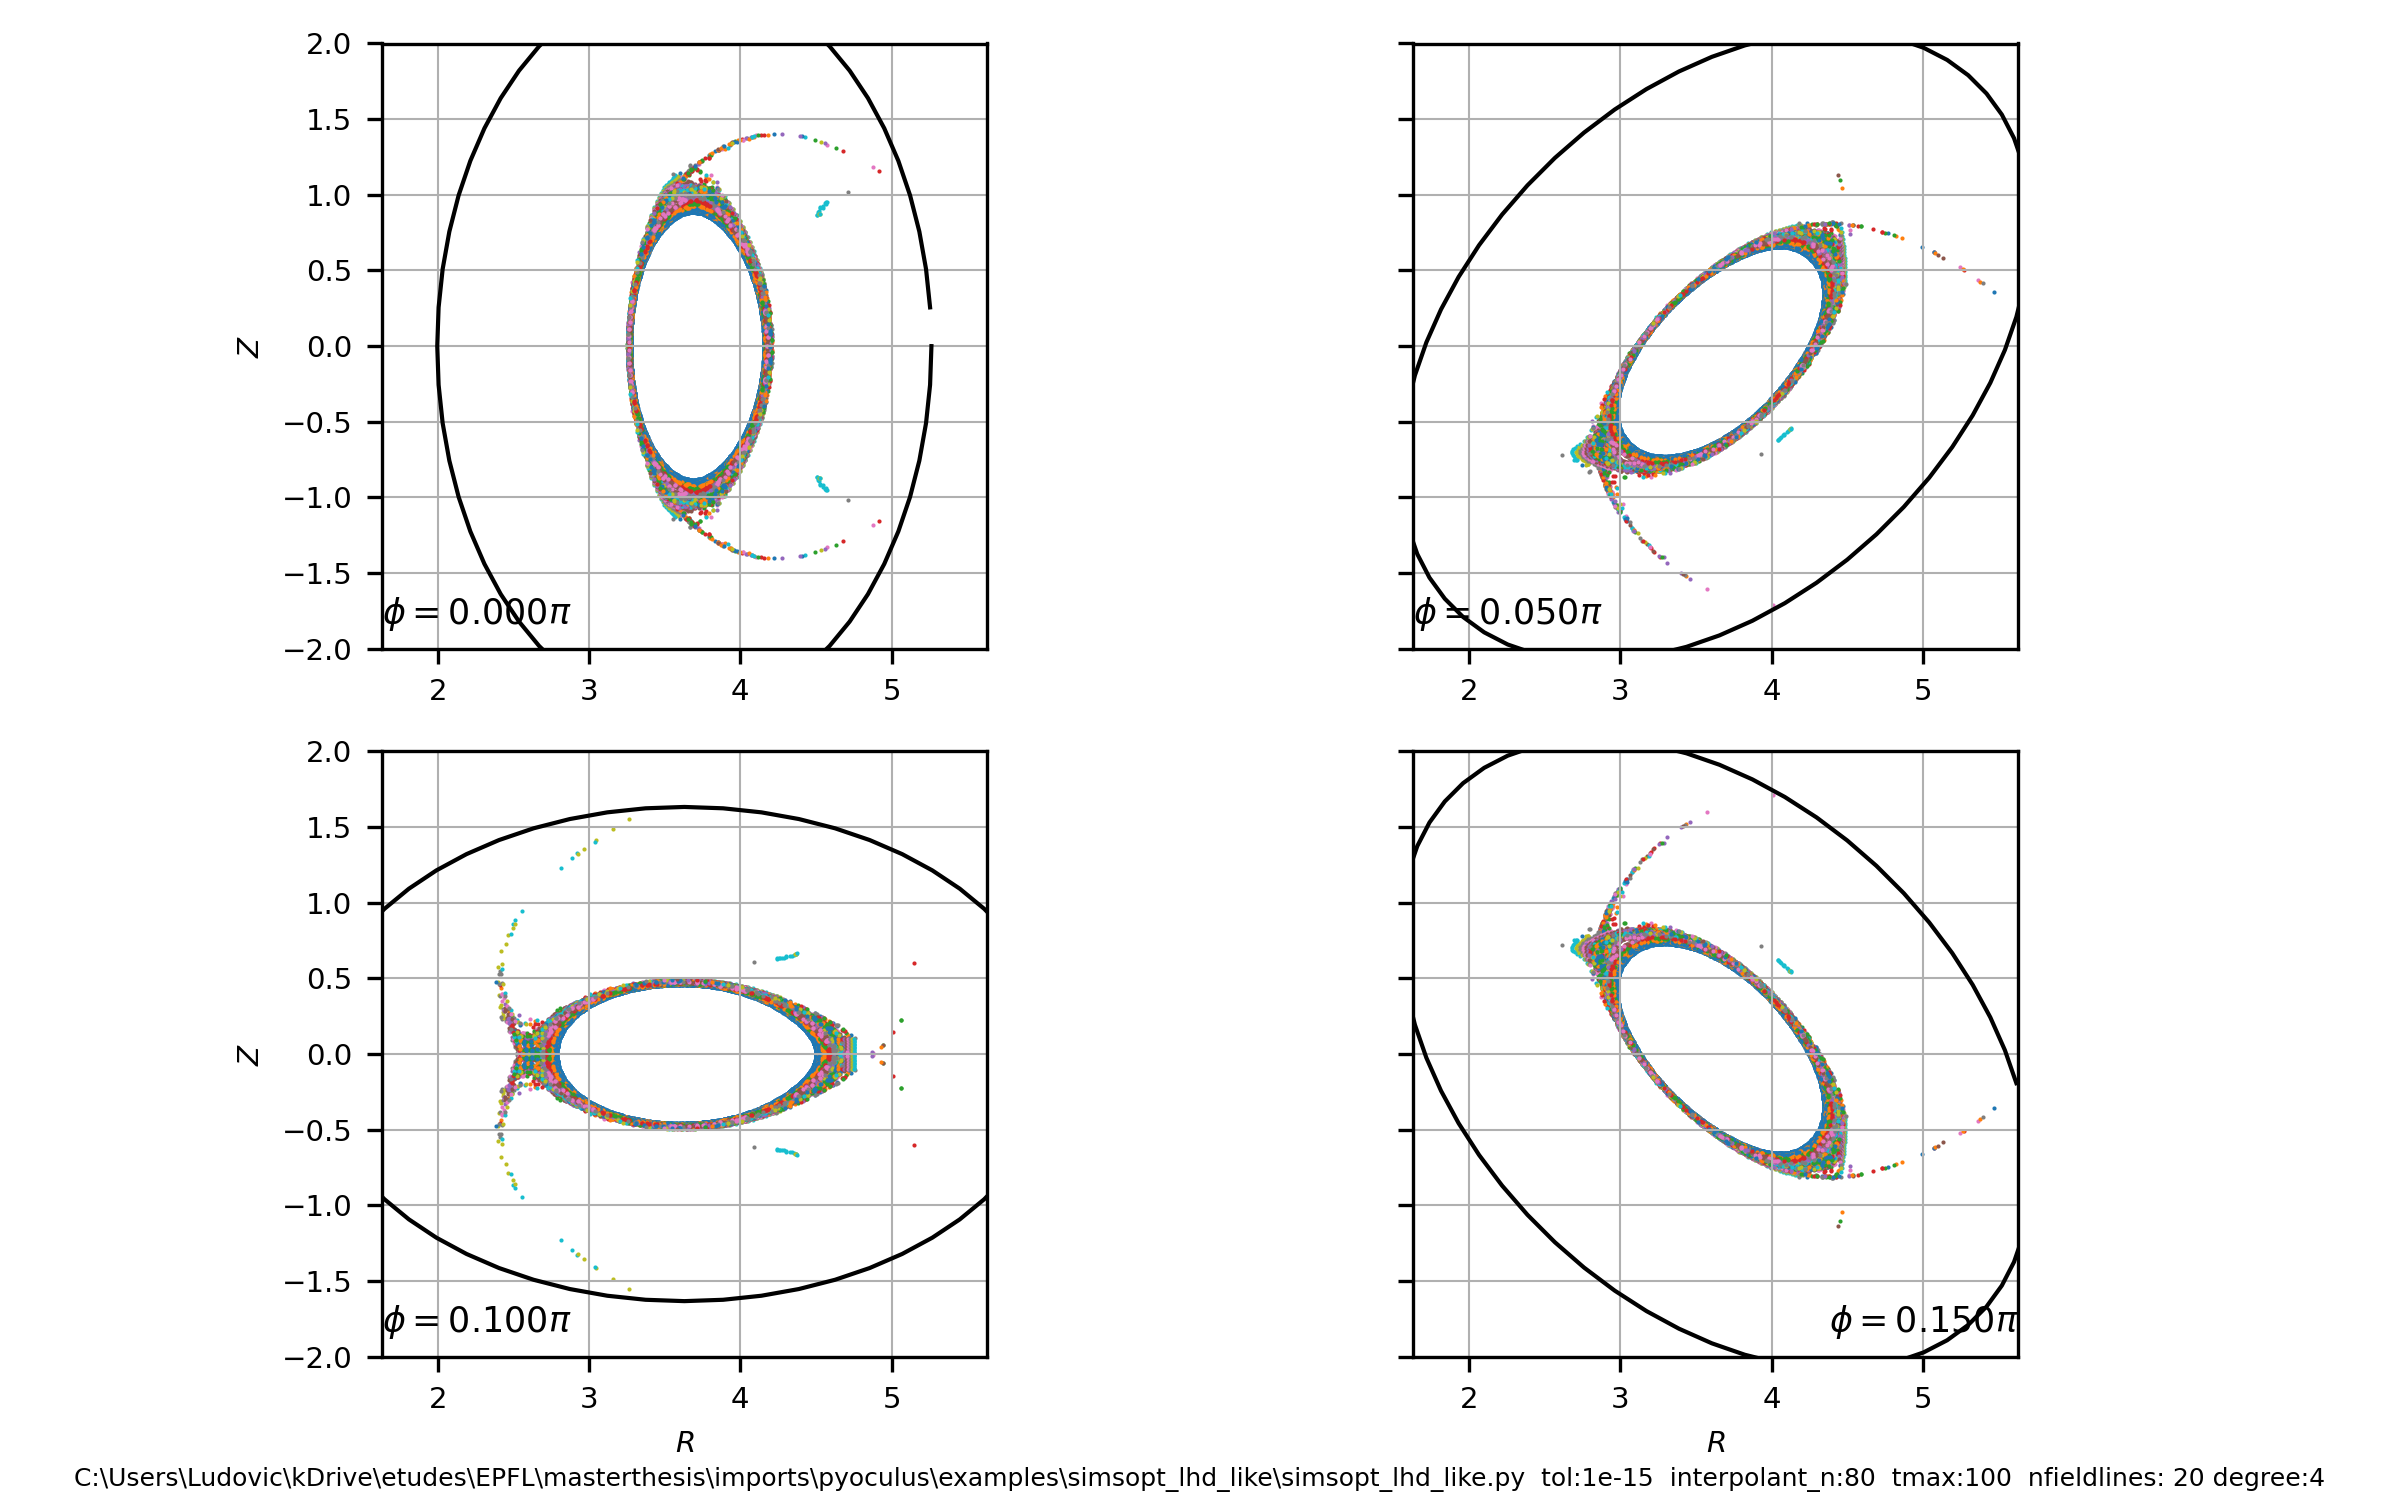 2.0
1.5
1.0
0.5
0.0
−0.5
−1.0
−1.5
−2.0
Z
ϕ = 0.000π
2 3 4 5
ϕ = 0.050π
2 3 4 5
2.0
1.5
1.0
0.5
0.0
−0.5
−1.0
−1.5
−2.0
Z
ϕ = 0.100π
2 3 4 5
R
ϕ = 0.150π
2 3 4 5
R
C:\Users\Ludovic\kDrive\etudes\EPFL\masterthesis\imports\pyoculus\examples\simsopt_lhd_like\simsopt_lhd_like.py tol:1e-15 interpolant_n:80 tmax:100 nfieldlines: 20 degree:4